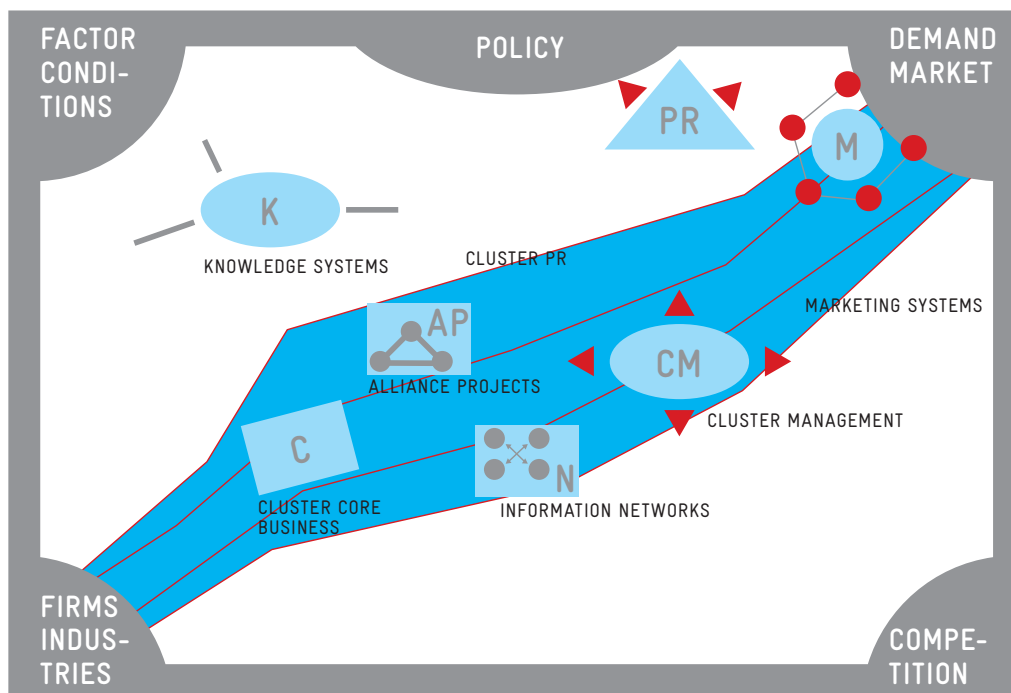 FACTOR
CONDI-
TIONS
POLICY
DEMAND
MARKET
PR
M
K
KNOWLEDGE SYSTEMS
CLUSTER PR
MARKETING SYSTEMS
AP
ALLIANCE PROJECTS
CM
CLUSTER MANAGEMENT
C
CLUSTER CORE
BUSINESS
N
INFORMATION NETWORKS
FIRMS
INDUS-
TRIES
COMPE-
TITION